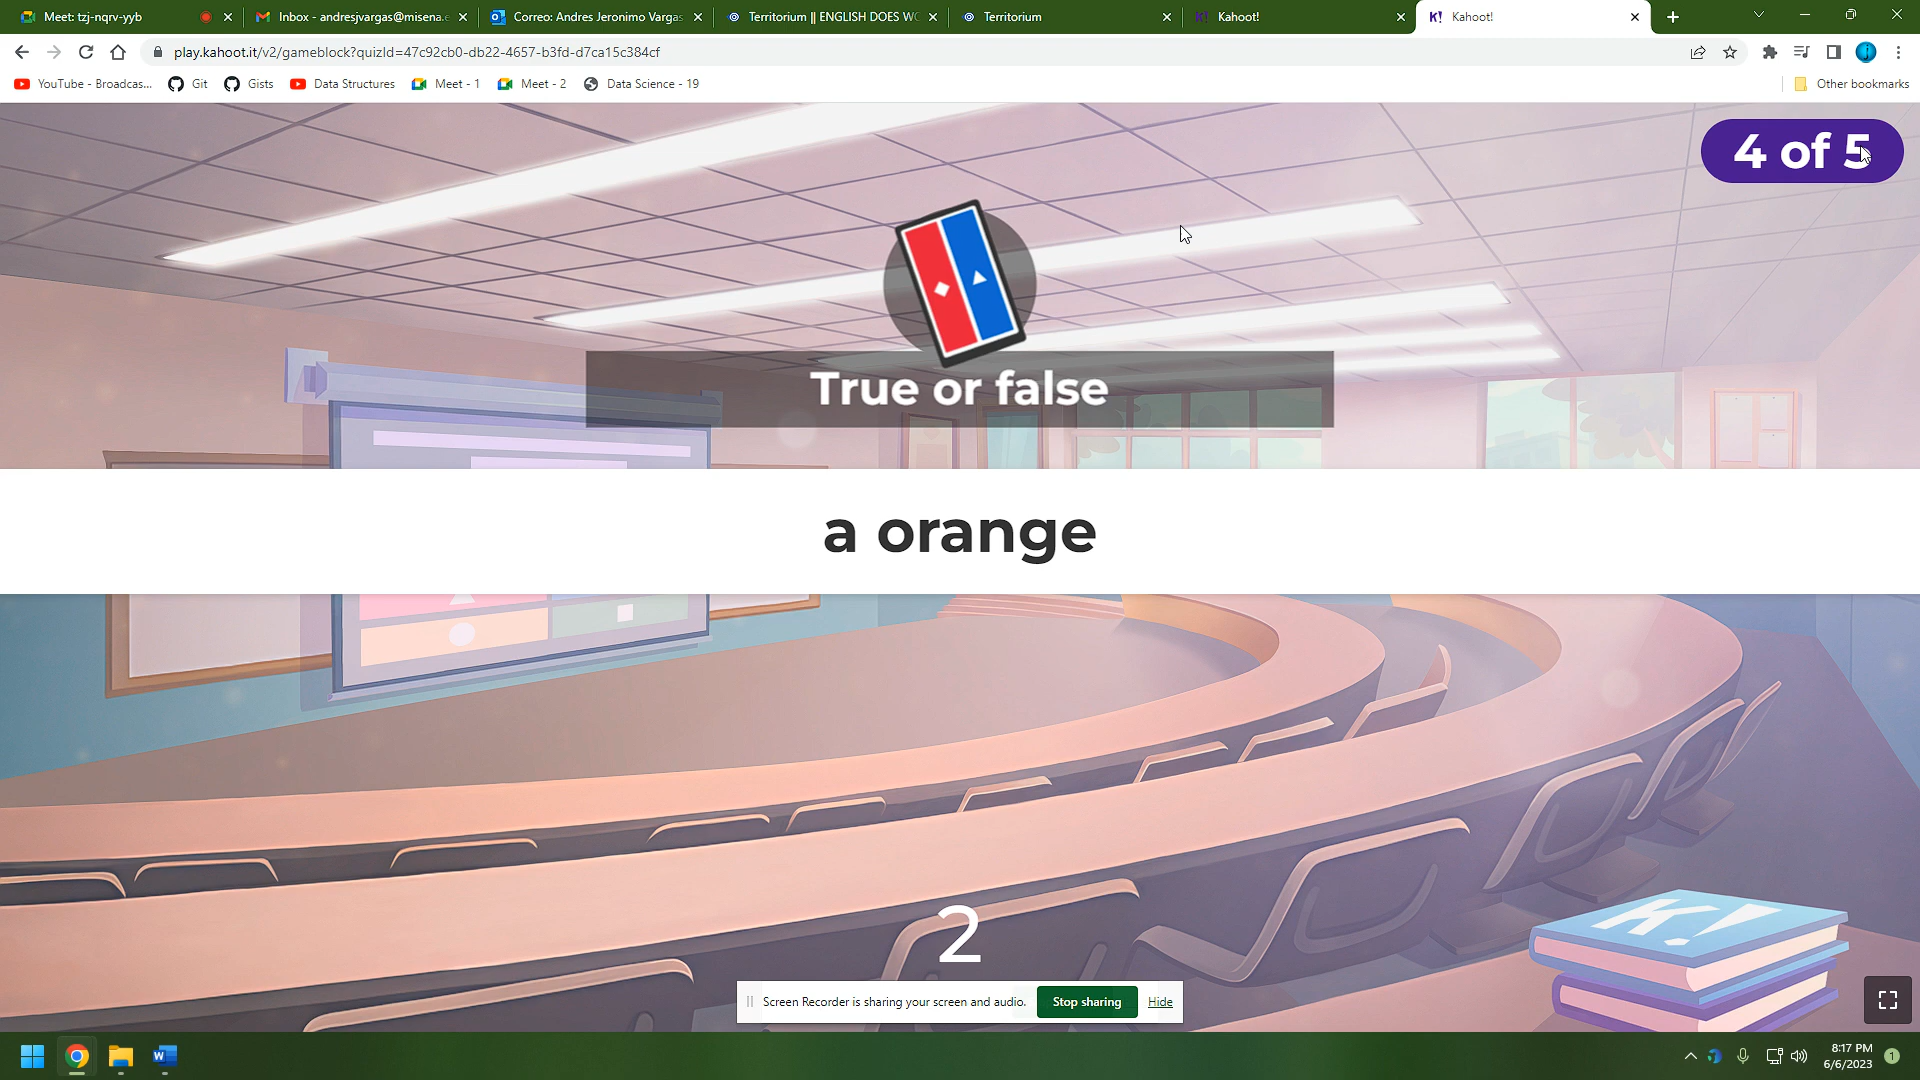 Meet: tzj-nqrv-yyb
Inbox - andresjvargas@misena.e
Correo: Andres Jeronimo Vargas
Territorium || ENGLISH DOES WO
Territorium
K! Kahoot!
K! Kahoot!
play.kahoot.it/v2/gameblock?quizId=47c92cb0-db22-4657-b3fd-d7ca15c384cf
YouTube - Broadcas...
Git
Gists
Data Structures
Meet - 1
Meet - 2
Data Science - 19
Other bookmarks
4 of 5
True or false
a orange
2
K!
Screen Recorder is sharing your screen and audio.
Stop sharing
Hide
W
8:17 PM
6/6/2023
1